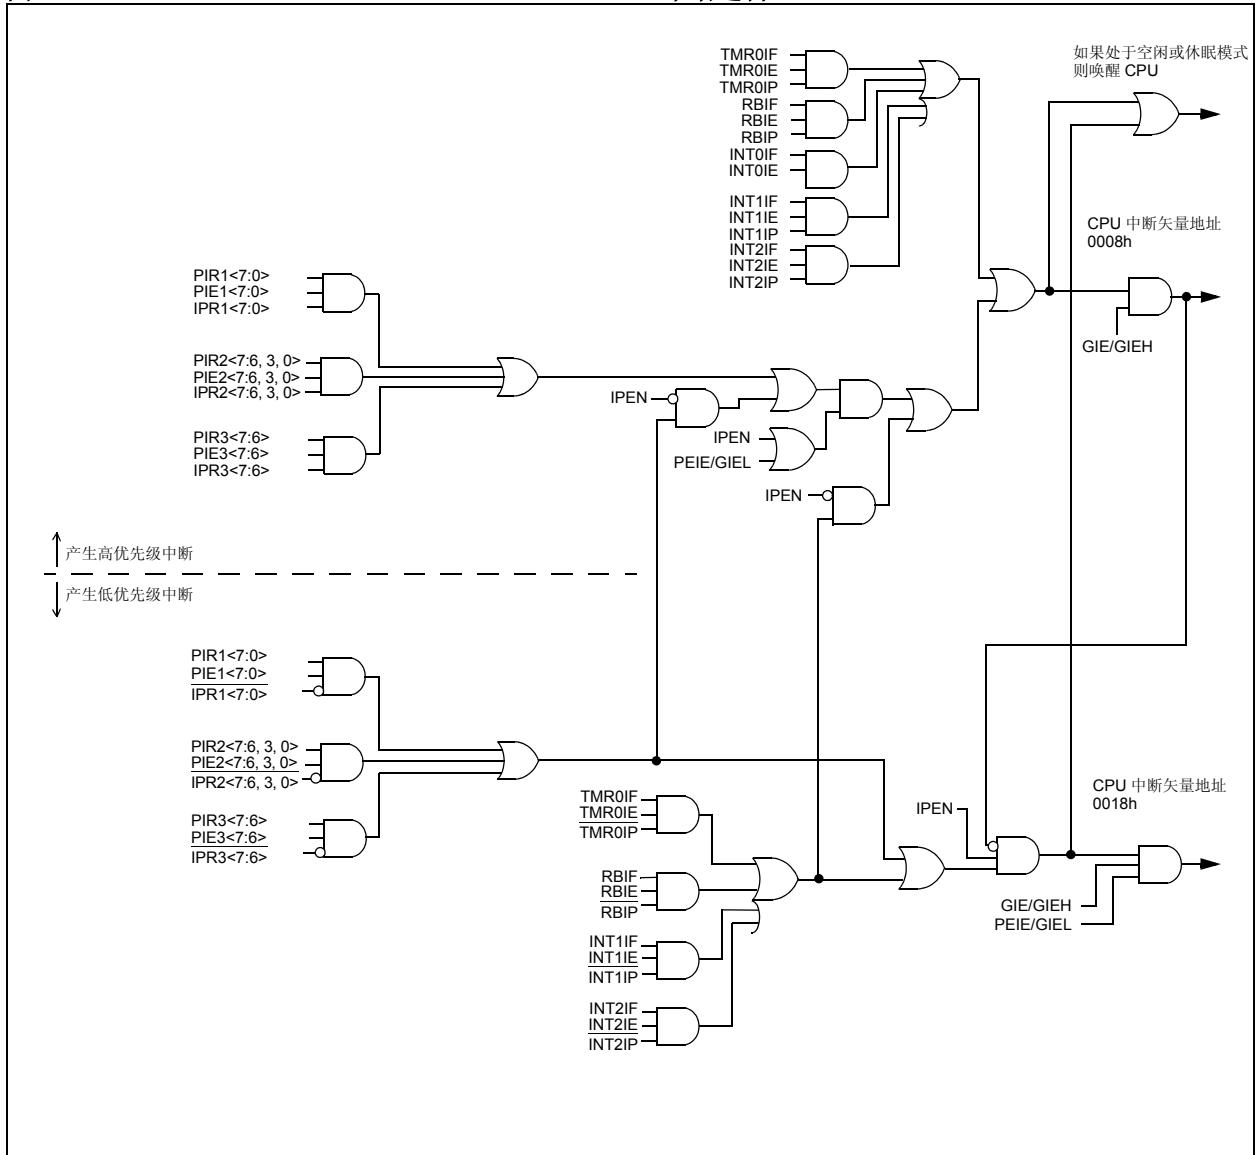 TMR0IF
TMR0IE
TMR0IP
RBIF
RBIE
RBIP
INT0IF
INT0IE
INT1IF
INT1IE
INT1IP
INT2IF
INT2IE
INT2IP
如果处于空闲或休眠模式
则唤醒 CPU
CPU 中断矢量地址
0008h
GIE/GIEH
PIR1<7:0>
PIE1<7:0>
IPR1<7:0>
PIR2<7:6, 3, 0>
PIE2<7:6, 3, 0>
IPR2<7:6, 3, 0>
PIR3<7:6>
PIE3<7:6>
IPR3<7:6>
IPEN
IPEN
PEIE/GIEL
IPEN
产生高优先级中断
产生低优先级中断
PIR1<7:0>
PIE1<7:0>
IPR1<7:0>
PIR2<7:6, 3, 0>
PIE2<7:6, 3, 0>
IPR2<7:6, 3, 0>
PIR3<7:6>
PIE3<7:6>
IPR3<7:6>
TMR0IF
TMR0IE
TMR0IP
RBIF
RBIE
RBIP
INT1IF
INT1IE
INT1IP
INT2IF
INT2IE
INT2IP
IPEN
CPU 中断矢量地址
0018h
GIE/GIEH
PEIE/GIEL